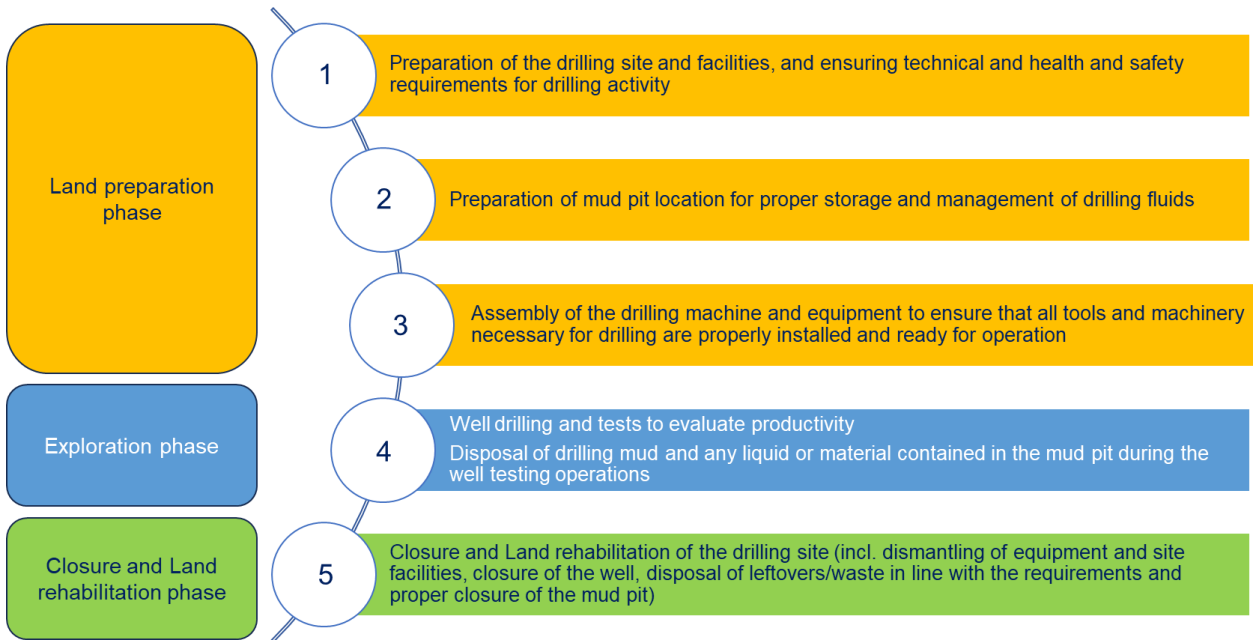 Land preparation
phase
1
Preparation of the drilling site and facilities, and ensuring technical and health and safety
requirements for drilling activity
2
Preparation of mud pit location for proper storage and management of drilling fluids
3
Assembly of the drilling machine and equipment to ensure that all tools and machinery
necessary for drilling are properly installed and ready for operation
Exploration phase
4
Well drilling and tests to evaluate productivity
Disposal of drilling mud and any liquid or material contained in the mud pit during the
well testing operations
Closure and Land
rehabilitation phase
5
Closure and Land rehabilitation of the drilling site (incl. dismantling of equipment and site
facilities, closure of the well, disposal of leftovers/waste in line with the requirements and
proper closure of the mud pit)